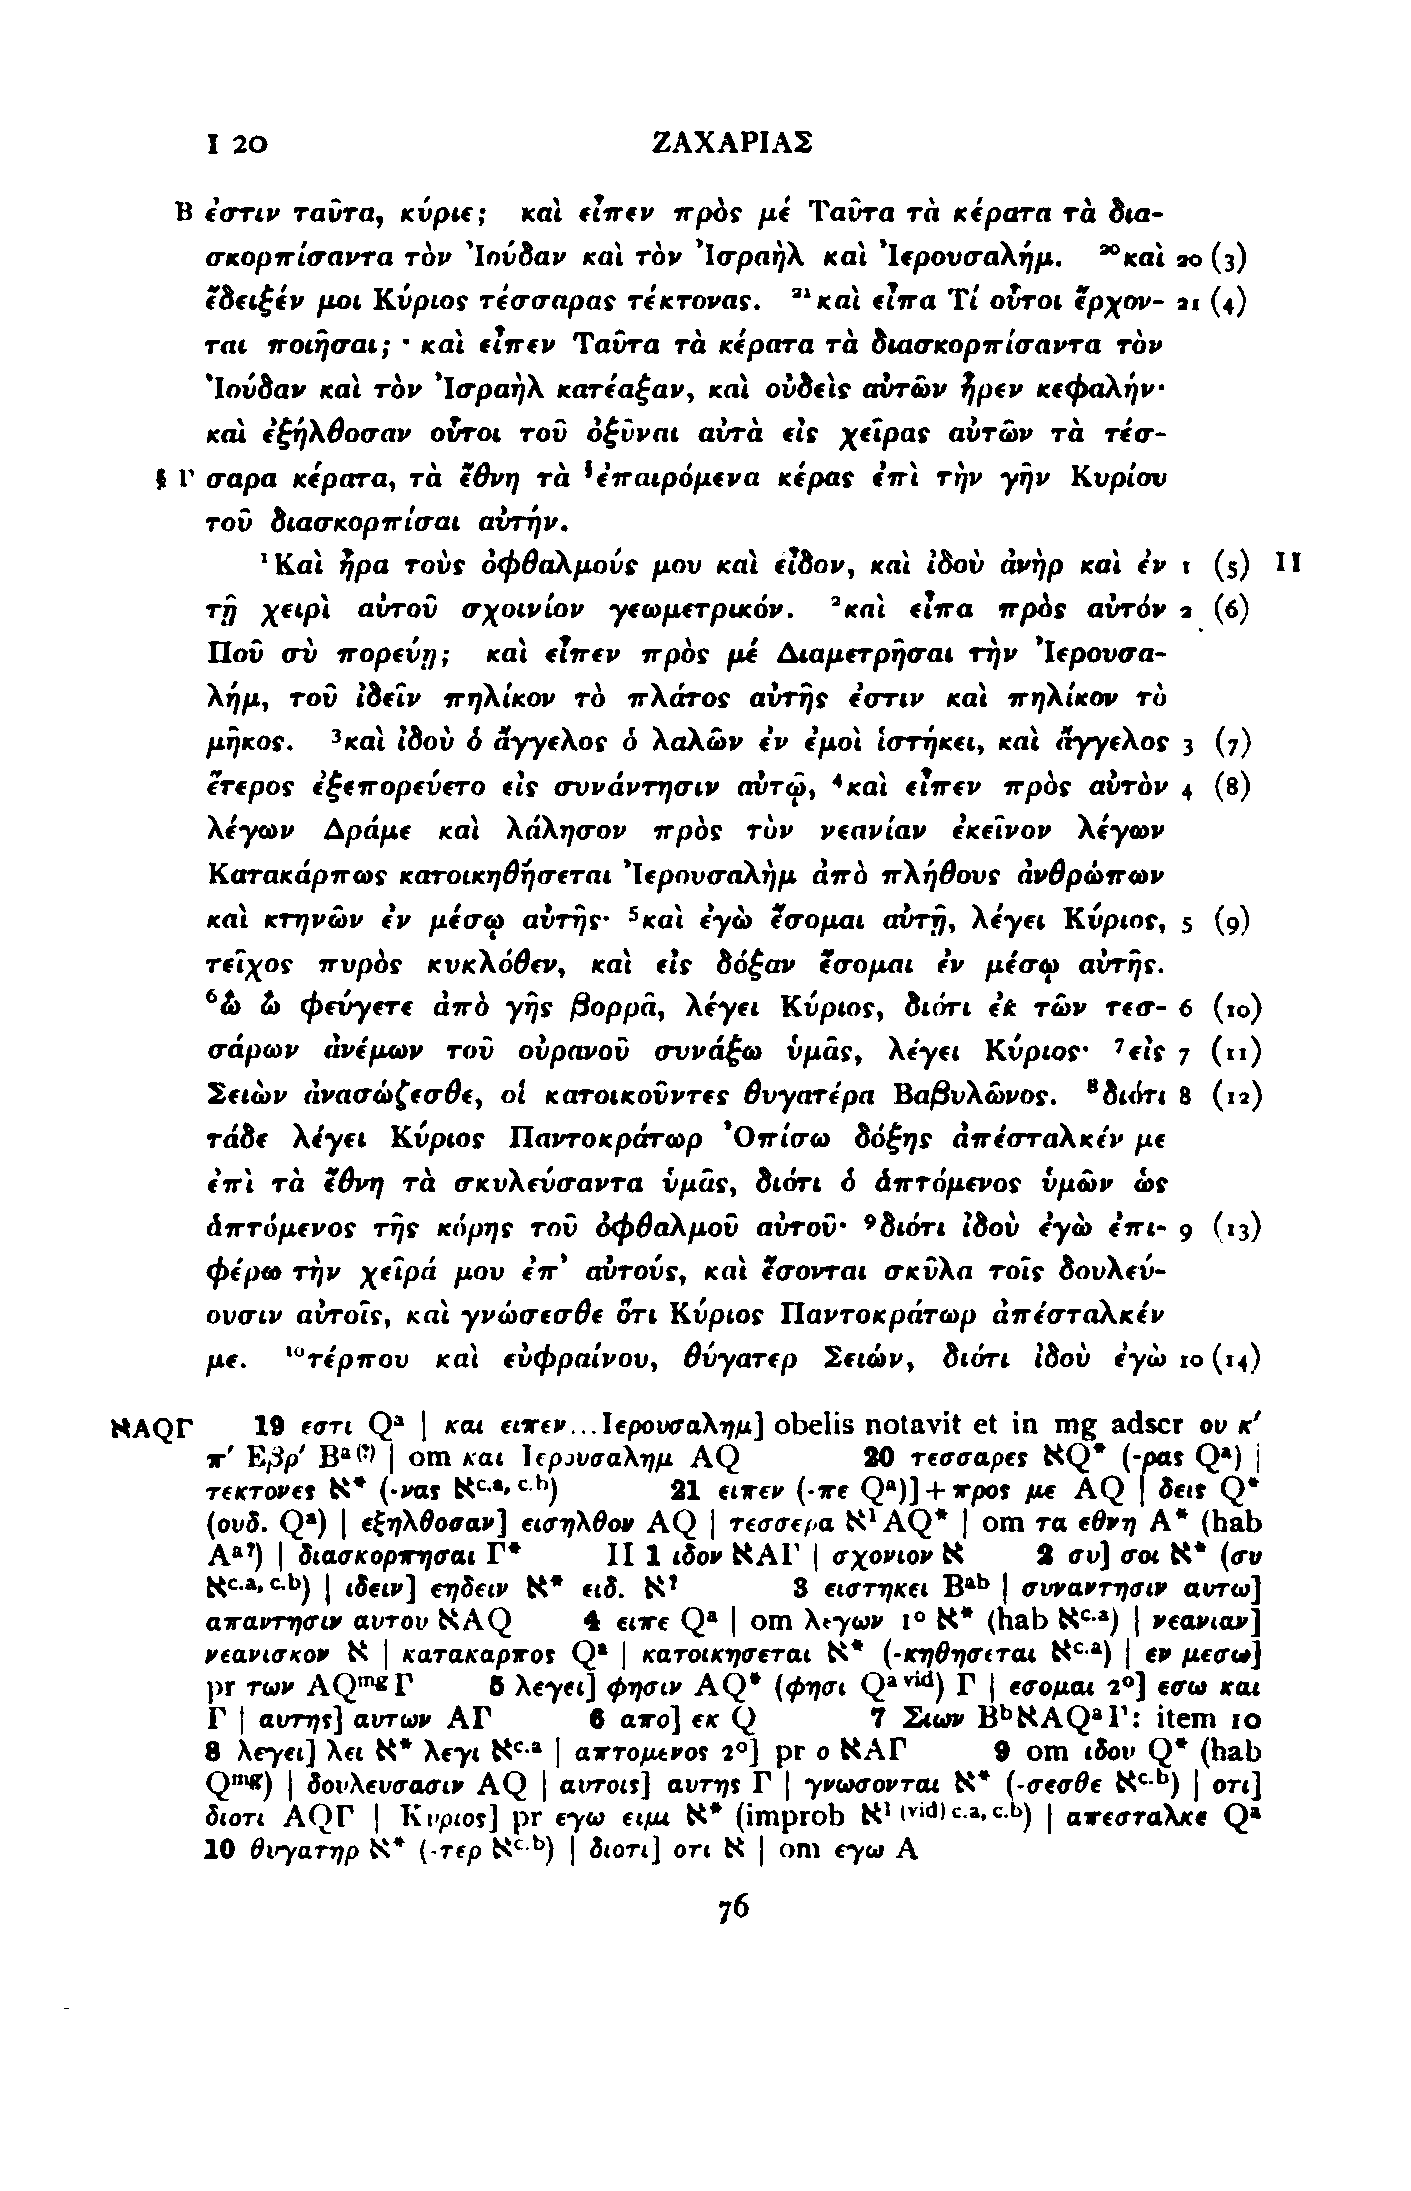 I 20 ΖΑΧΑΡΙΑΣ
B ἐστιν ταῦτα, κύριε; καὶ εἶπεν πρὸς μέ Ταῦτα τὰ κέρατα τὰ δια-
σκορπίσαντα τὸν Ἰούδαν καὶ τὸν Ἰσραὴλ καὶ Ἰερουσαλήμ. ²⁰καὶ 20 (3)
ἔδειξέν μοι Κύριος τέσσαρας τέκτονας. ²¹καὶ εἶπα Τί οὗτοι ἔρχον- 21 (4)
ται ποιῆσαι; · καὶ εἶπεν Ταῦτα τὰ κέρατα τὰ διασκορπίσαντα τὸν
Ἰούδαν καὶ τὸν Ἰσραὴλ κατέαξαν, καὶ οὐδεὶς αὐτῶν ἦρεν κεφαλήν·
καὶ ἐξήλθοσαν οὗτοι τοῦ ὀξῦναι αὐτὰ εἰς χεῖρας αὐτῶν τὰ τέσ-
§ Γ σαρα κέρατα, τὰ ἔθνη τὰ §ἐπαιρόμενα κέρας ἐπὶ τὴν γῆν Κυρίου
τοῦ διασκορπίσαι αὐτήν.
¹Καὶ ἦρα τοὺς ὀφθαλμούς μου καὶ εἶδον, καὶ ἰδοὺ ἀνὴρ καὶ ἐν 1 (5) II
τῇ χειρὶ αὐτοῦ σχοινίον γεωμετρικόν. ²καὶ εἶπα πρὸς αὐτόν 2 (6)
Ποῦ σὺ πορεύῃ; καὶ εἶπεν πρὸς μέ Διαμετρῆσαι τὴν Ἰερουσα-
λήμ, τοῦ ἰδεῖν πηλίκον τὸ πλάτος αὐτῆς ἐστιν καὶ πηλίκον τὸ
μῆκος. ³καὶ ἰδοὺ ὁ ἄγγελος ὁ λαλῶν ἐν ἐμοὶ ἱστήκει, καὶ ἄγγελος 3 (7)
ἕτερος ἐξεπορεύετο εἰς συνάντησιν αὐτῷ, ⁴καὶ εἶπεν πρὸς αὐτὸν 4 (8)
λέγων Δράμε καὶ λάλησον πρὸς τὸν νεανίαν ἐκεῖνον λέγων
Κατακάρπως κατοικηθήσεται Ἰερουσαλὴμ ἀπὸ πλήθους ἀνθρώπων
καὶ κτηνῶν ἐν μέσῳ αὐτῆς· ⁵καὶ ἐγὼ ἔσομαι αὐτῇ, λέγει Κύριος, 5 (9)
τεῖχος πυρὸς κυκλόθεν, καὶ εἰς δόξαν ἔσομαι ἐν μέσῳ αὐτῆς.
⁶ὦ ὦ φεύγετε ἀπὸ γῆς βορρᾶ, λέγει Κύριος, διότι ἐκ τῶν τεσ- 6 (10)
σάρων ἀνέμων τοῦ οὐρανοῦ συνάξω ὑμᾶς, λέγει Κύριος· ⁷εἰς 7 (11)
Σειὼν ἀνασώζεσθε, οἱ κατοικοῦντες θυγατέρα Βαβυλῶνος. ⁸διότι 8 (12)
τάδε λέγει Κύριος Παντοκράτωρ Ὀπίσω δόξης ἀπέσταλκέν με
ἐπὶ τὰ ἔθνη τὰ σκυλεύσαντα ὑμᾶς, διότι ὁ ἁπτόμενος ὑμῶν ὡς
ἁπτόμενος τῆς κόρης τοῦ ὀφθαλμοῦ αὐτοῦ· ⁹διότι ἰδοὺ ἐγὼ ἐπι- 9 (13)
φέρω τὴν χεῖρά μου ἐπ᾽ αὐτούς, καὶ ἔσονται σκῦλα τοῖς δουλεύ-
ουσιν αὐτοῖς, καὶ γνώσεσθε ὅτι Κύριος Παντοκράτωρ ἀπέσταλκέν
με. ¹⁰τέρπου καὶ εὐφραίνου, θύγατερ Σειών, διότι ἰδοὺ ἐγὼ 10 (14)
ℵAQΓ 19 εστι Qᵃ | και ειπεν...Ιερουσαλημ] obelis notavit et in mg adscr ου κʹ
πʹ Εβρʹ Bᵃ⁽?⁾ | om και Ιερουσαλημ AQ 20 τεσσαρες ℵQ* (-ρας Qᵃ) |
τεκτονες ℵ* (-νας ℵᶜ·ᵃ, ᶜ·ᵇ) 21 ειπεν (-πε Qᵃ)] + προς με AQ | δεις Q*
(ουδ. Qᵃ) | εξηλθοσαν] εισηλθον AQ | τεσσερα ℵ¹AQ* | om τα εθνη A* (hab
Aᵃ?) | διασκορπησαι Γ* II 1 ιδον ℵAΓ | σχονιον ℵ 2 συ] σοι ℵ* (συ
ℵᶜ·ᵃ, ᶜ·ᵇ) | ιδειν] εηδειν ℵ* ειδ. ℵ? 3 ειστηκει Bᵃᵇ | συναντησιν αυτω]
απαντησιν αυτου ℵAQ 4 ειπε Qᵃ | om λεγων 1° ℵ* (hab ℵᶜ·ᵃ) | νεανιαν]
νεανισκον ℵ | κατακαρπος Qᵃ | κατοικησεται ℵ* (-κηθησεται ℵᶜ·ᵃ) | εν μεσω]
pr των AQᵐᵍΓ 5 λεγει] φησιν AQ* (φησι Qᵃ ᵛⁱᵈ) Γ | εσομαι 2°] εσω και
Γ | αυτης] αυτων AΓ 6 απο] εκ Q 7 Σιων BᵇℵAQᵃΓ: item 10
8 λεγει] λει ℵ* λεγι ℵᶜ·ᵃ | απτομενος 2°] pr ο ℵAΓ 9 om ιδου Q* (hab
Qᵐᵍ) | δουλευσασιν AQ | αυτοις] αυτης Γ | γνωσονται ℵ* (-σεσθε ℵᶜ·ᵇ) | οτι]
διοτι AQΓ | Κυριος] pr εγω ειμι ℵ* (improb ℵ¹ ⁽ᵛⁱᵈ⁾ ᶜ·ᵃ, ᶜ·ᵇ) | απεσταλκε Qᵃ
10 θυγατηρ ℵ* (-τερ ℵᶜ·ᵇ) | διοτι] οτι ℵ | om εγω A
76